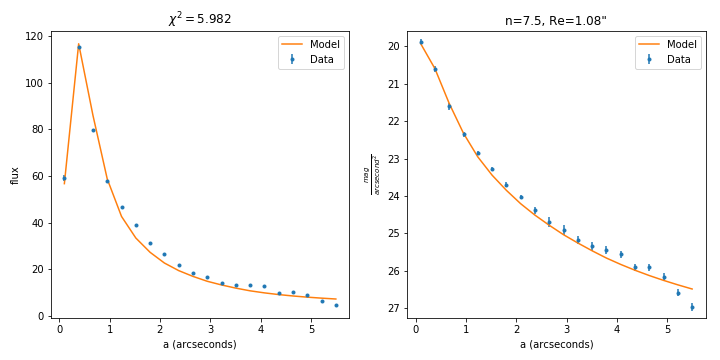 χ² = 5.982
120
100
80
60
40
20
0
flux
0 1 2 3 4 5
a (arcseconds)
Model
Data
n=7.5, Re=1.08"
20
21
22
23
24
25
26
27
mag
arcsecond²
0 1 2 3 4 5
a (arcseconds)
Model
Data